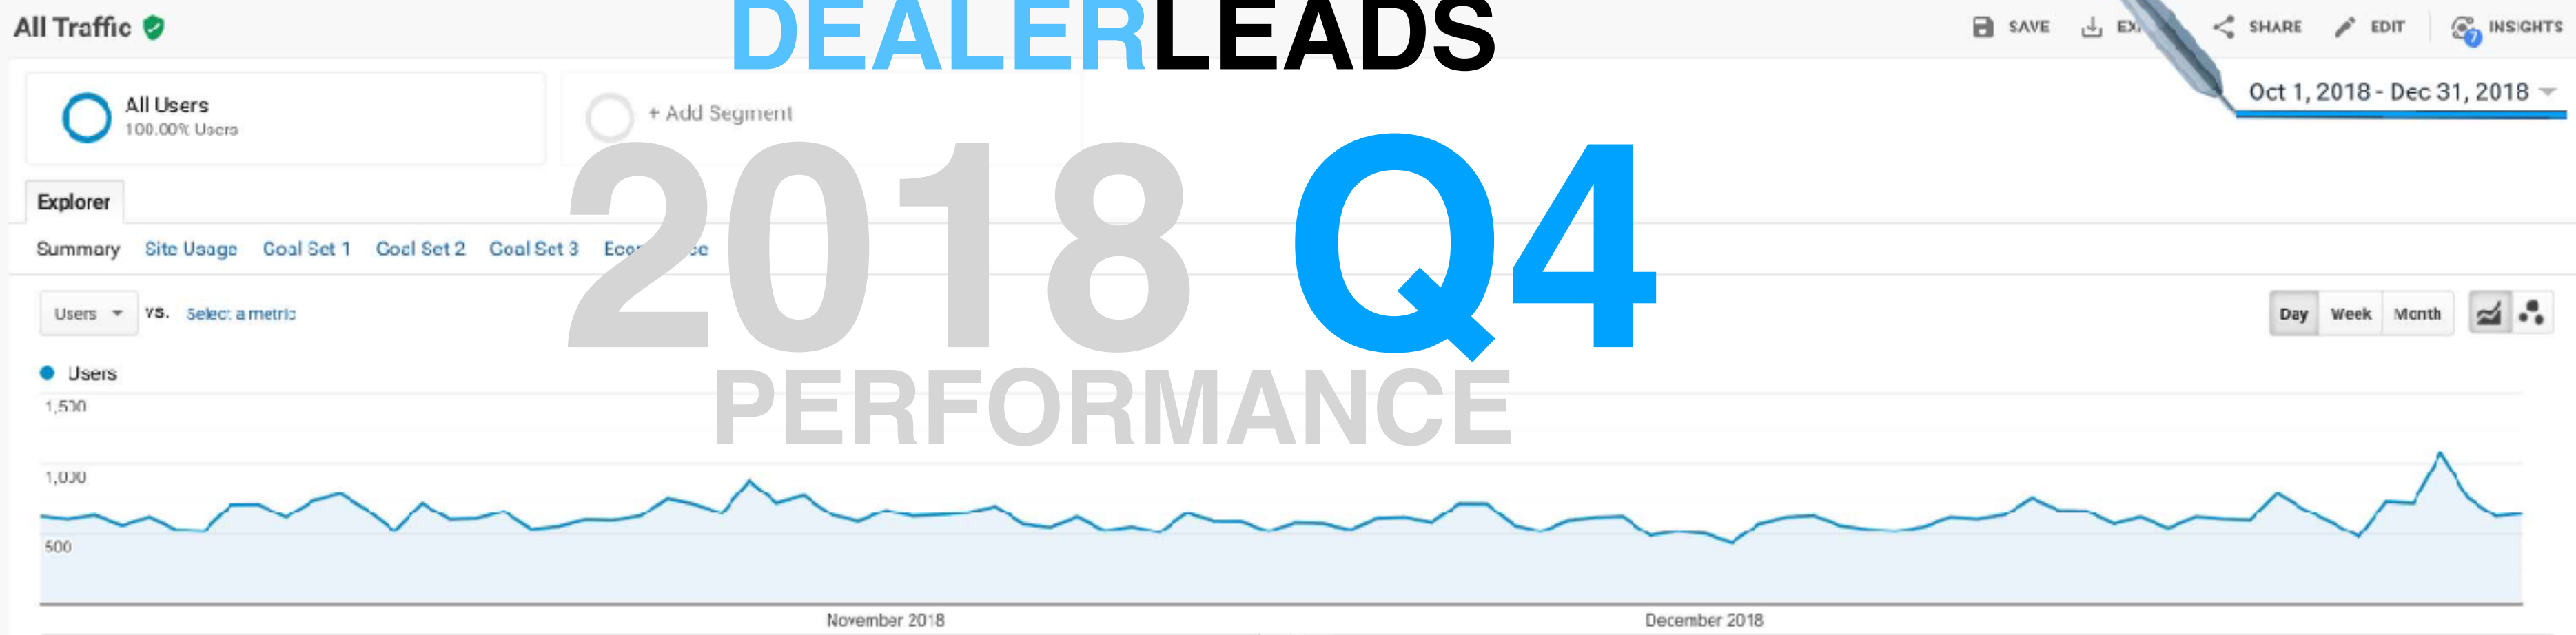 All Traffic
DEALERLEADS
SAVE
SHARE
EDIT
7
INSIGHTS
All Users
100.00% Users
+ Add Segment
Oct 1, 2018 - Dec 31, 2018
2018 Q4
PERFORMANCE
Explorer
Summary Site Usage Goal Set 1 Goal Set 2 Goal Set 3
Users VS. Select a metric
Day Week Month
Users
1,500
1,000
500
November 2018
December 2018